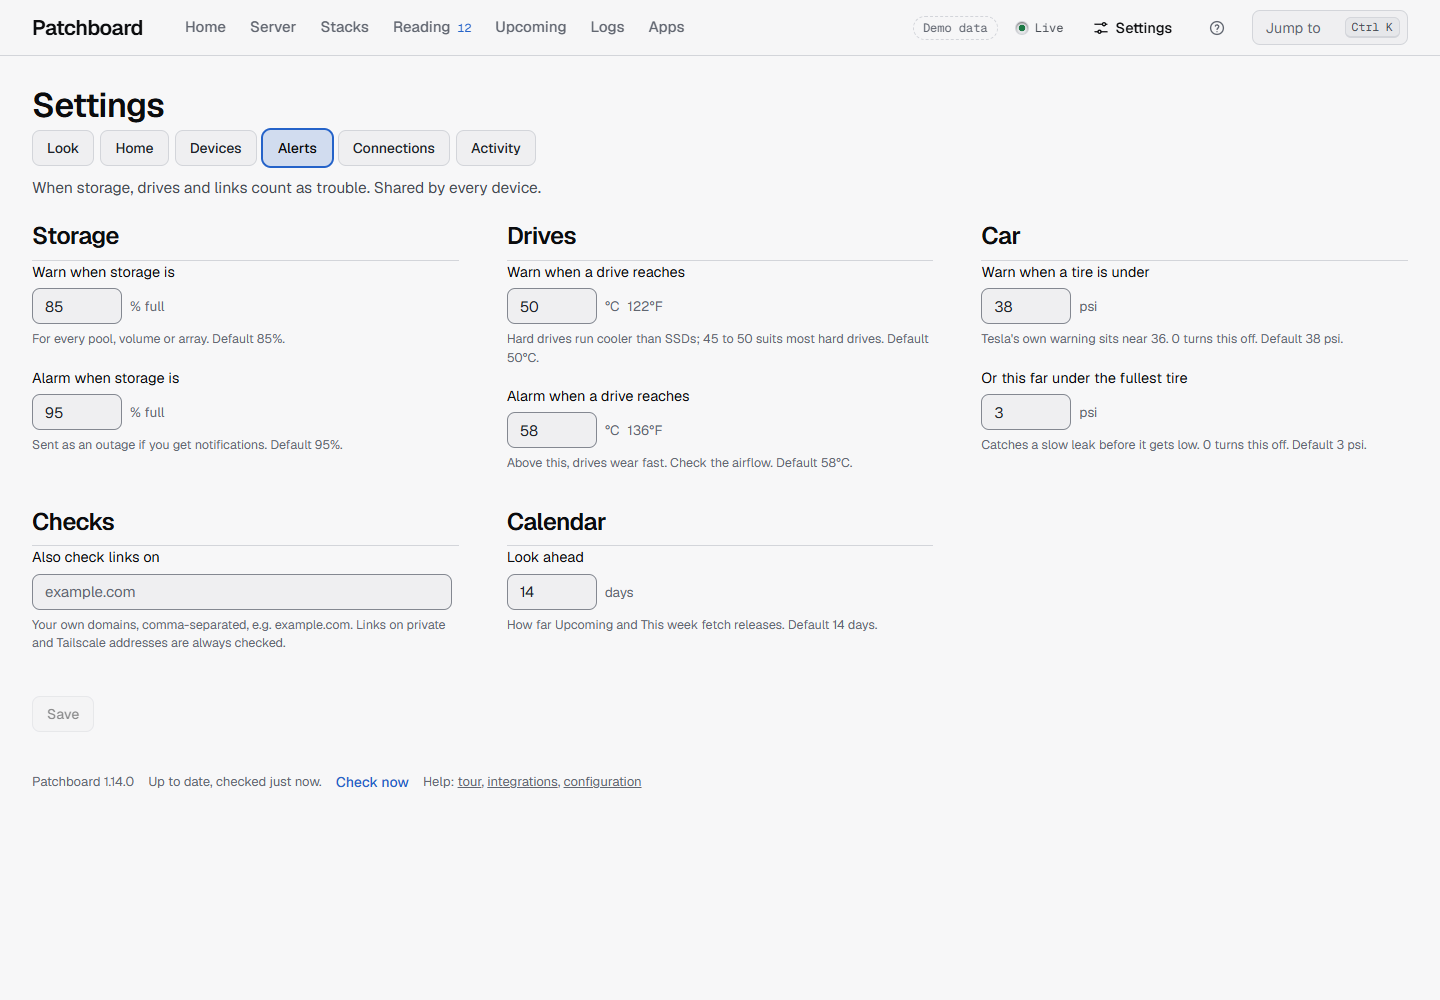 Patchboard
Home
Server
Stacks
Reading 12
Upcoming
Logs
Apps
Demo data
Live
Settings
Jump to
Ctrl K
Settings
Look
Home
Devices
Alerts
Connections
Activity
When storage, drives and links count as trouble. Shared by every device.
Storage
Warn when storage is
85 % full
For every pool, volume or array. Default 85%.
Alarm when storage is
95 % full
Sent as an outage if you get notifications. Default 95%.
Drives
Warn when a drive reaches
50 °C 122°F
Hard drives run cooler than SSDs; 45 to 50 suits most hard drives. Default
50°C.
Alarm when a drive reaches
58 °C 136°F
Above this, drives wear fast. Check the airflow. Default 58°C.
Car
Warn when a tire is under
38 psi
Tesla's own warning sits near 36. 0 turns this off. Default 38 psi.
Or this far under the fullest tire
3 psi
Catches a slow leak before it gets low. 0 turns this off. Default 3 psi.
Checks
Also check links on
example.com
Your own domains, comma-separated, e.g. example.com. Links on private
and Tailscale addresses are always checked.
Calendar
Look ahead
14 days
How far Upcoming and This week fetch releases. Default 14 days.
Save
Patchboard 1.14.0 Up to date, checked just now. Check now Help: tour, integrations, configuration